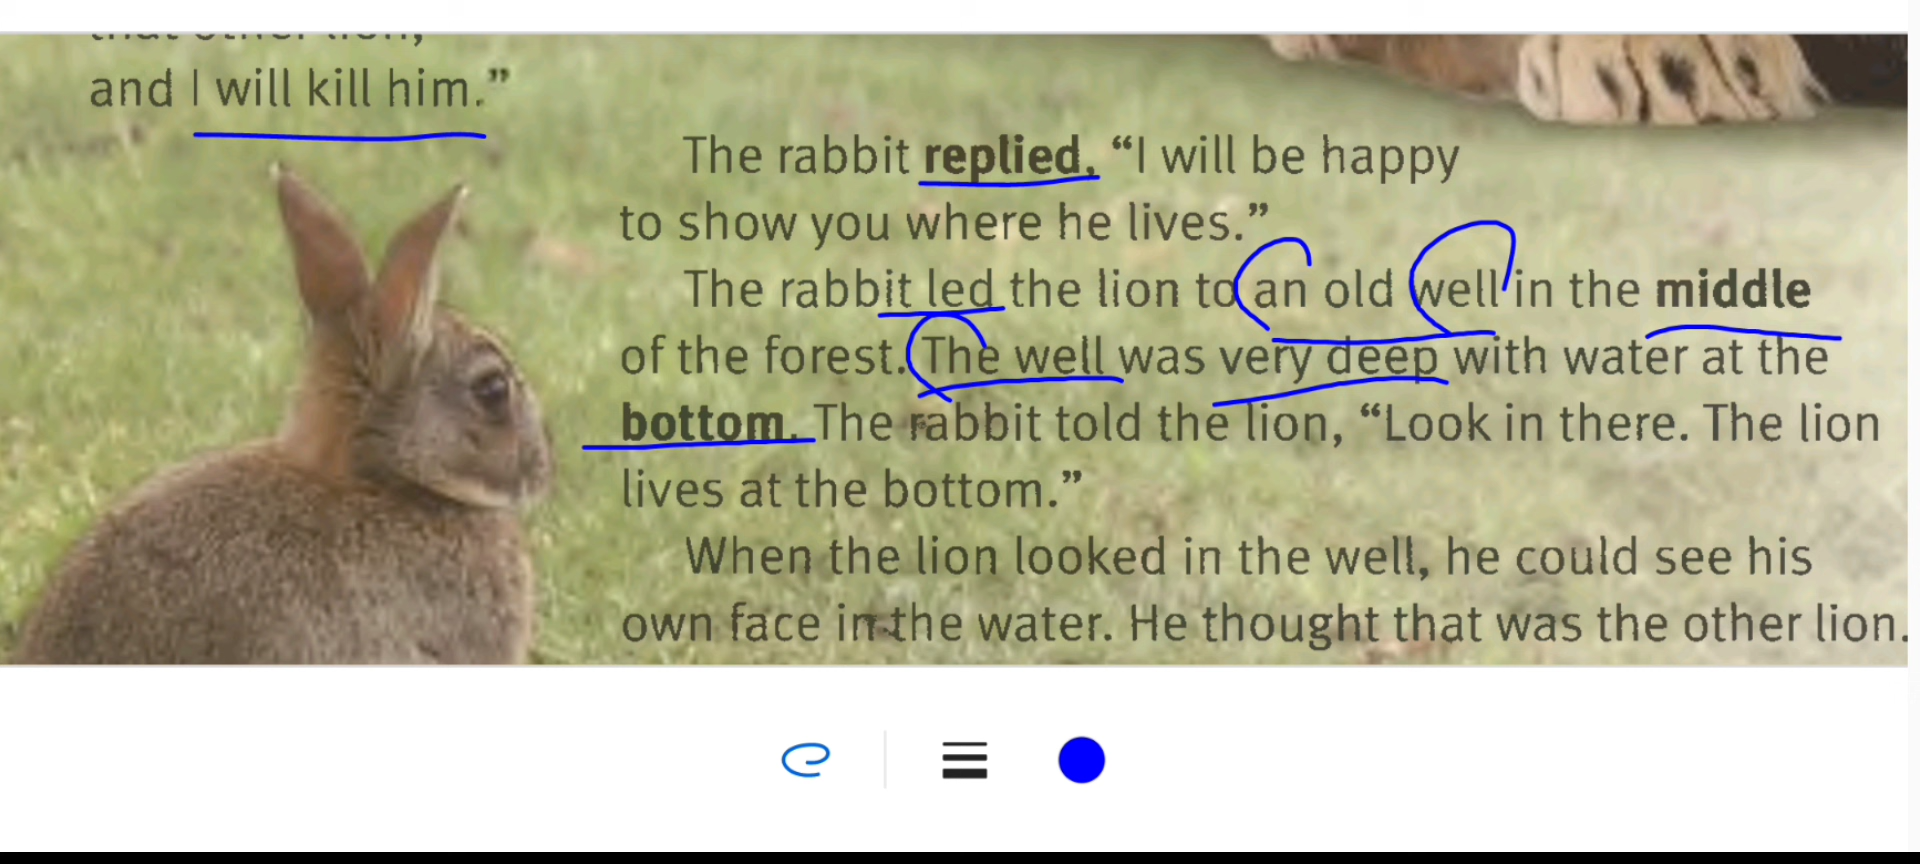 that other lion,
and I will kill him.”
The rabbit replied, “I will be happy
to show you where he lives.”
The rabbit led the lion to an old well in the middle
of the forest. The well was very deep with water at the
bottom. The rabbit told the lion, “Look in there. The lion
lives at the bottom.”
When the lion looked in the well, he could see his
own face in the water. He thought that was the other lion.